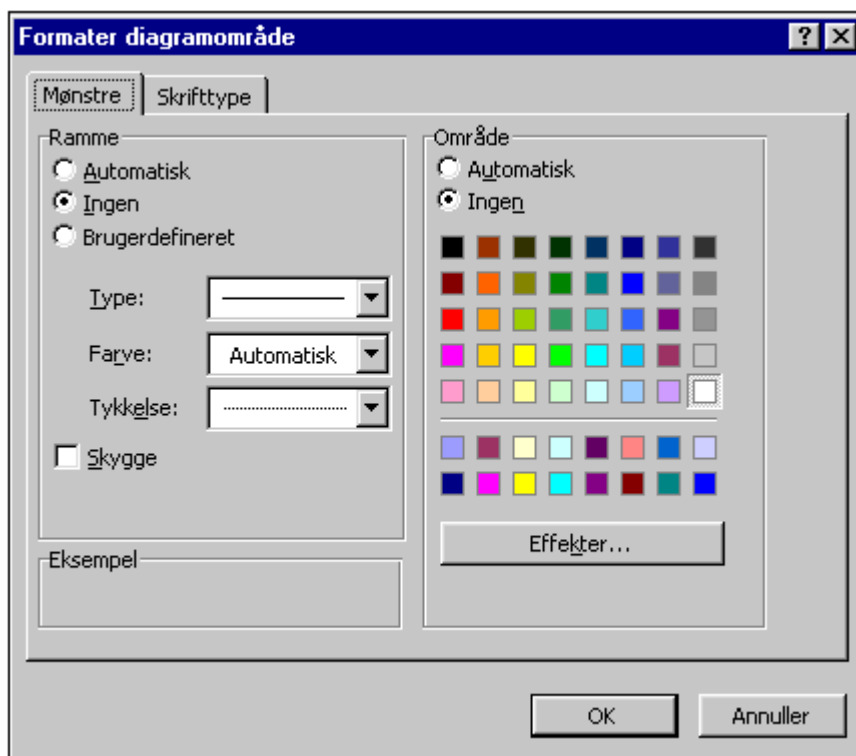 Formater diagramområde
Mønstre
Skrifttype
Ramme
Automatisk
Ingen
Brugerdefineret
Type:
Farve:
Automatisk
Tykkelse:
Skygge
Eksempel
Område
Automatisk
Ingen
Effekter...
OK
Annuller